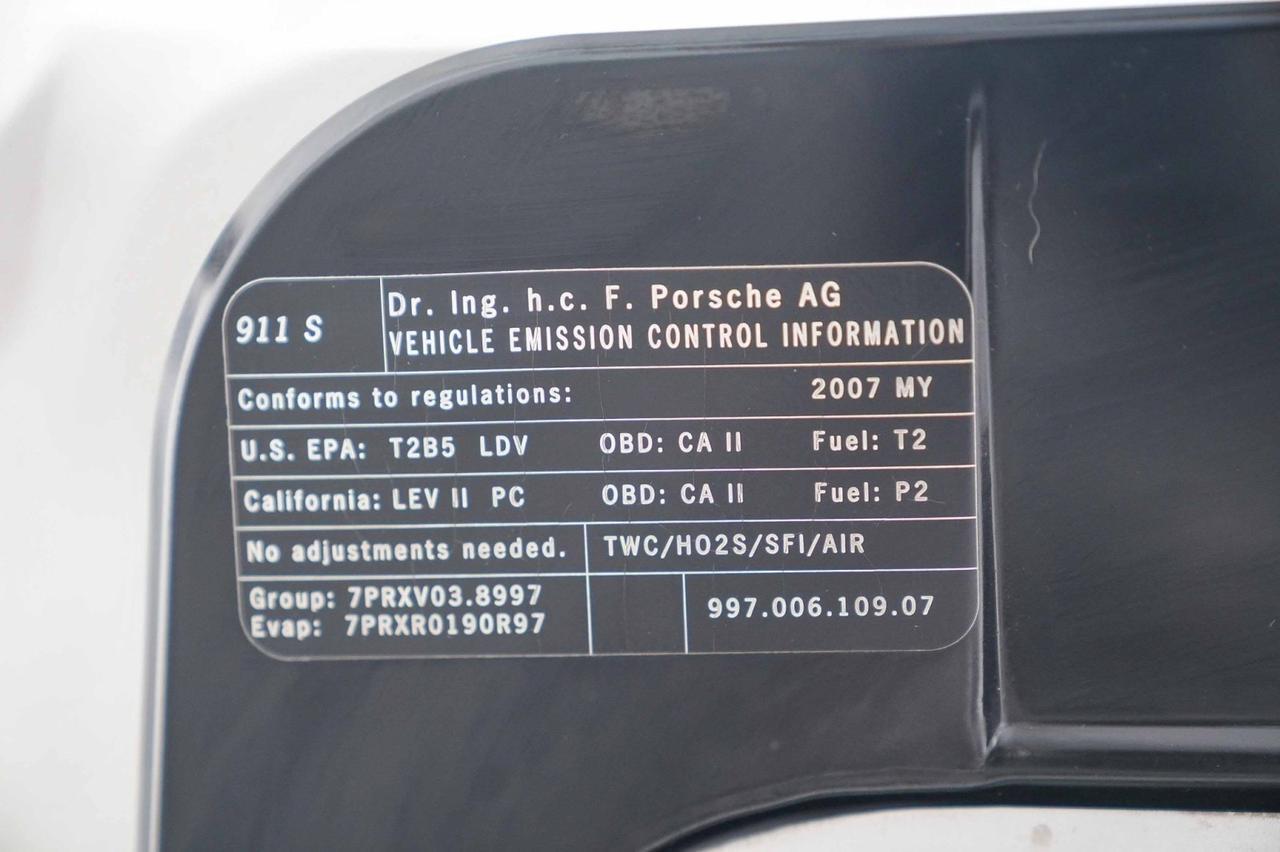 911 S
Dr. Ing. h.c. F. Porsche AG
VEHICLE EMISSION CONTROL INFORMATION
Conforms to regulations: 2007 MY
U.S. EPA: T2B5 LDV OBD: CA II Fuel: T2
California: LEV II PC OBD: CA II Fuel: P2
No adjustments needed. TWC/HO2S/SFI/AIR
Group: 7PRXV03.8997
Evap: 7PRXR0190R97
997.006.109.07